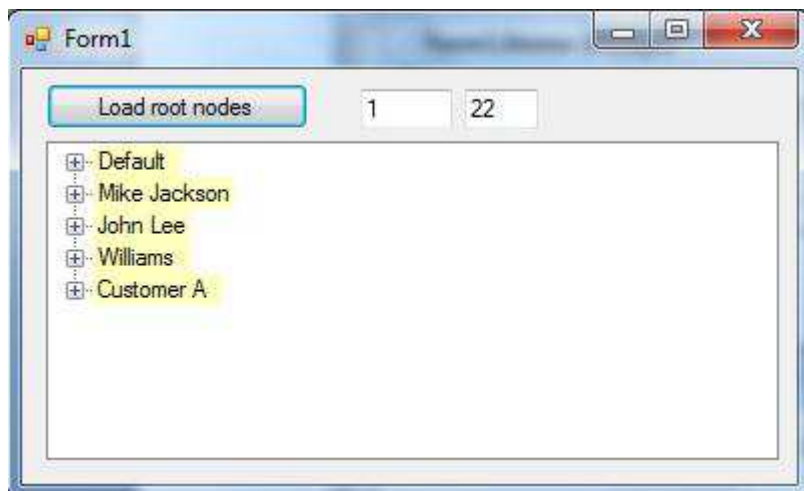 Form1
Load root nodes 1 22
Default
Mike Jackson
John Lee
Williams
Customer A